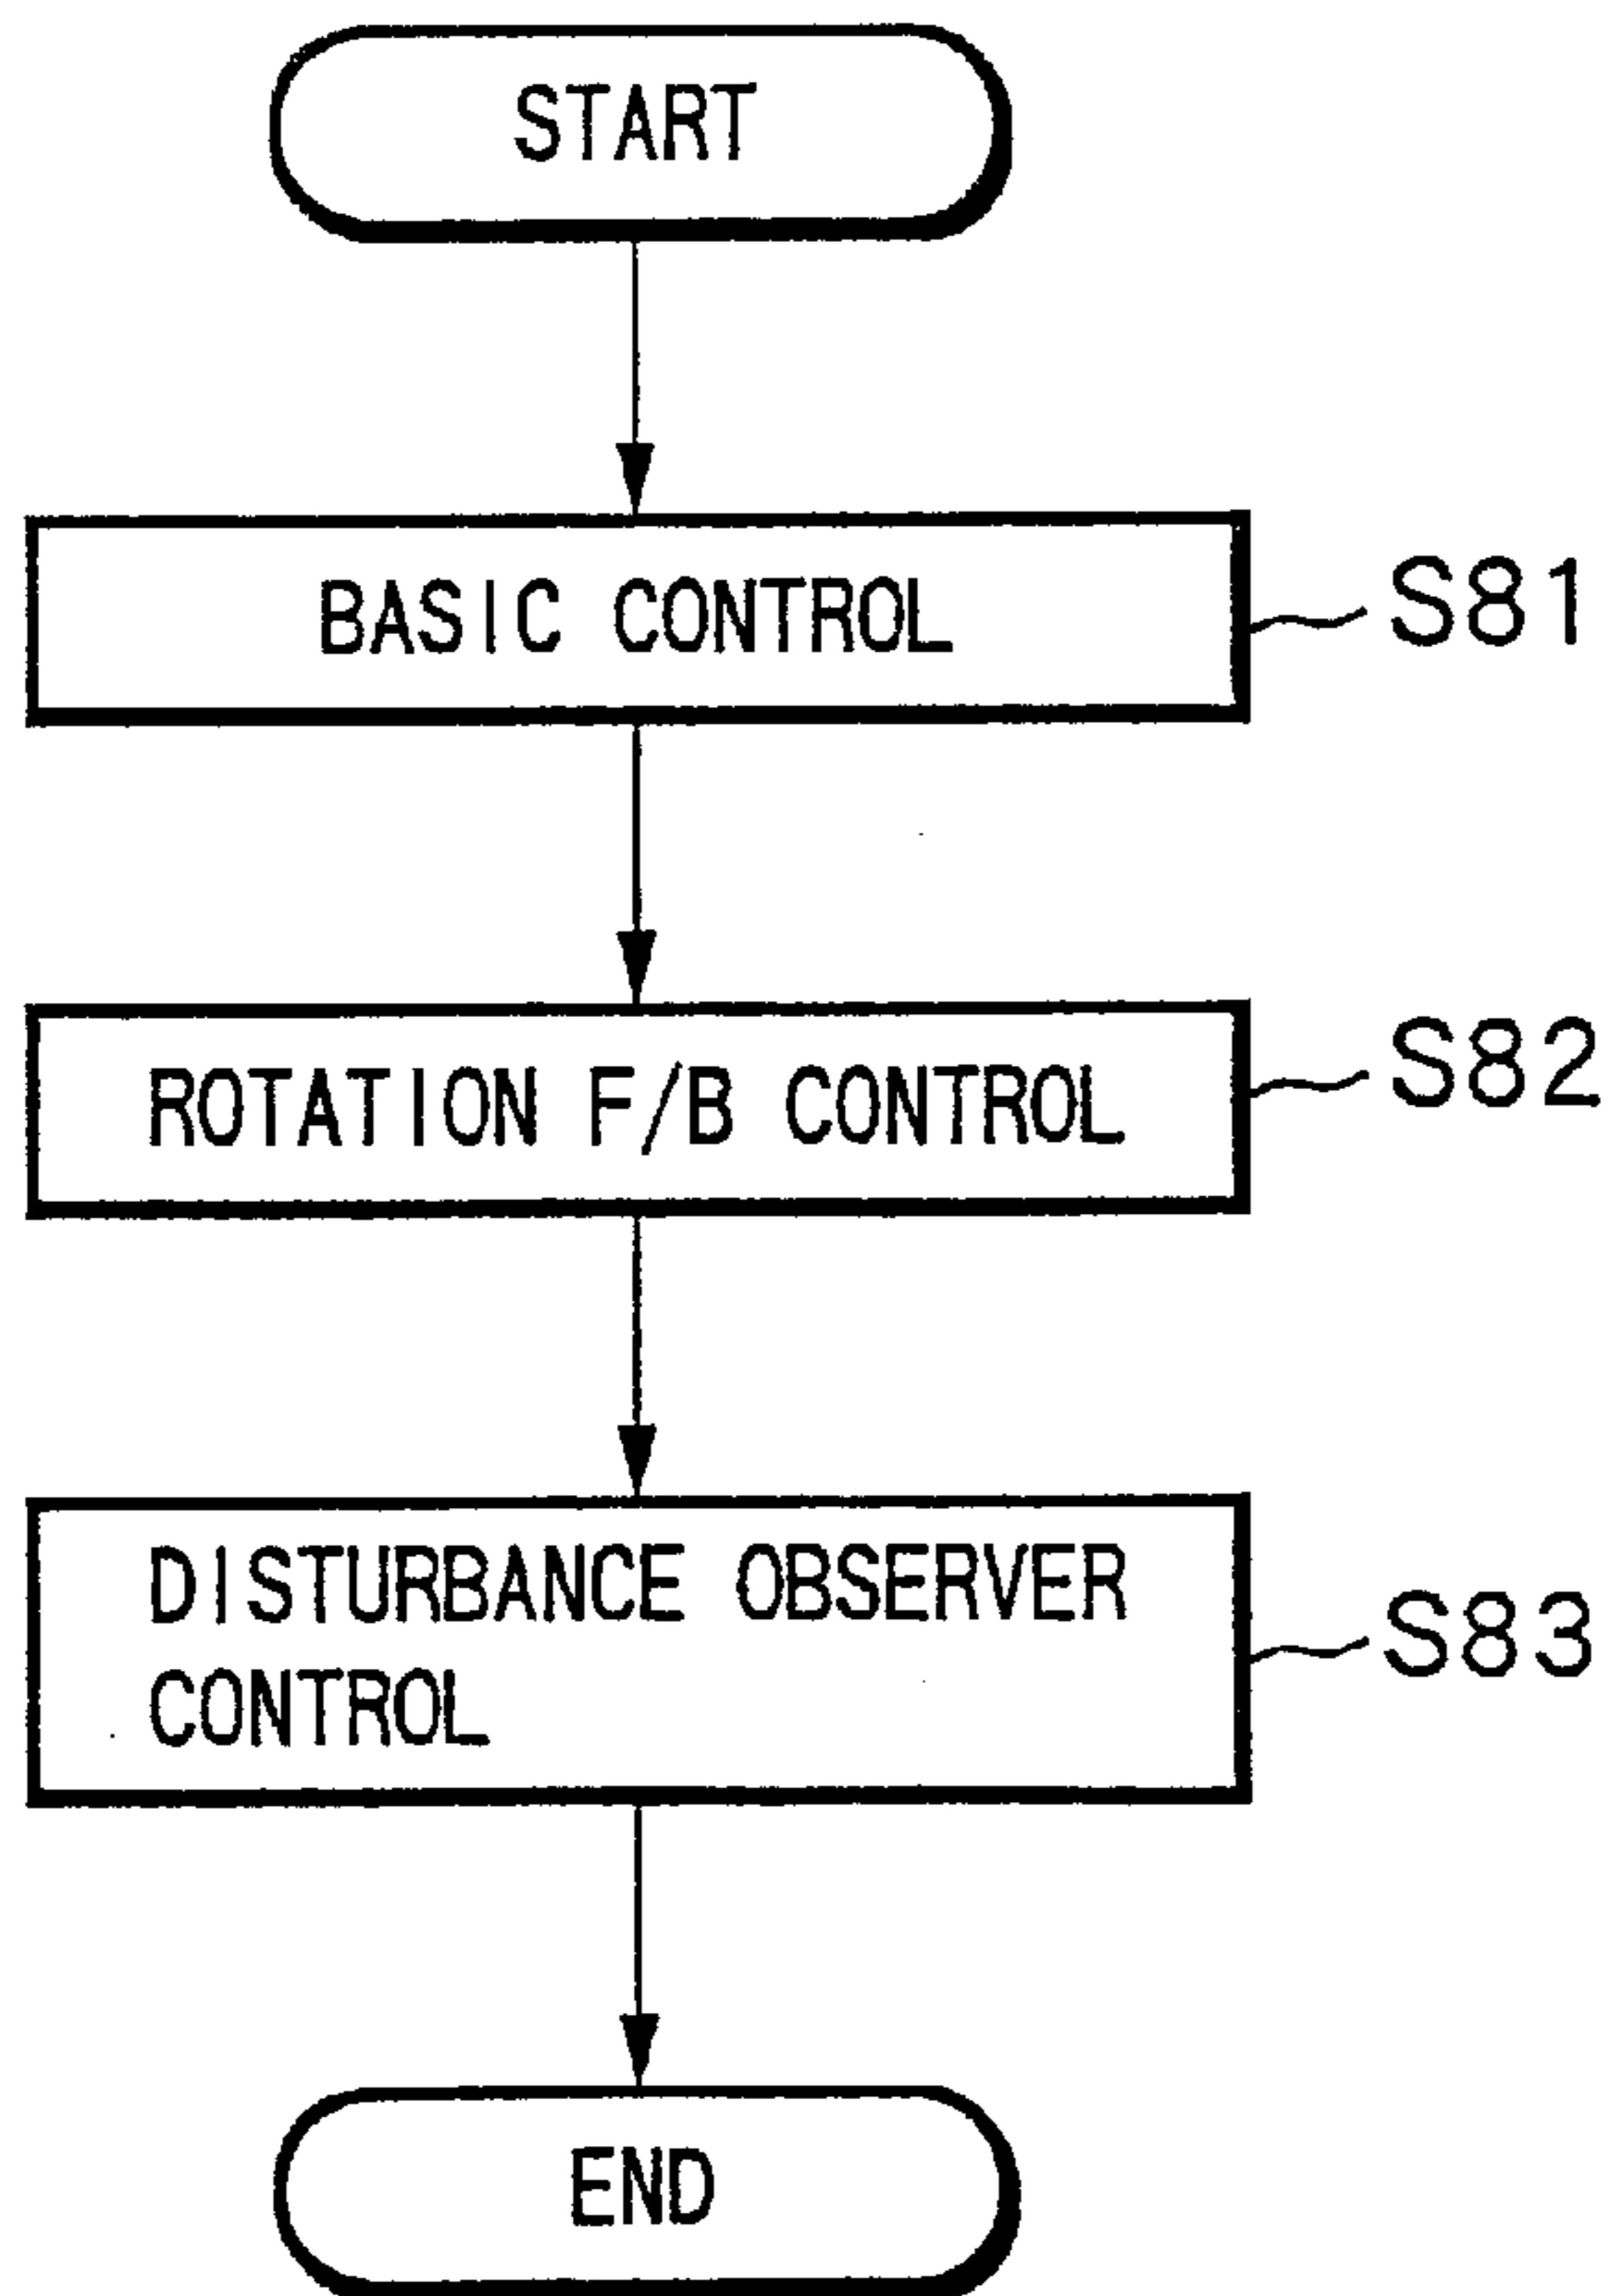 START
BASIC CONTROL
S81
ROTATION F/B CONTROL
S82
DISTURBANCE OBSERVER
CONTROL
S83
END